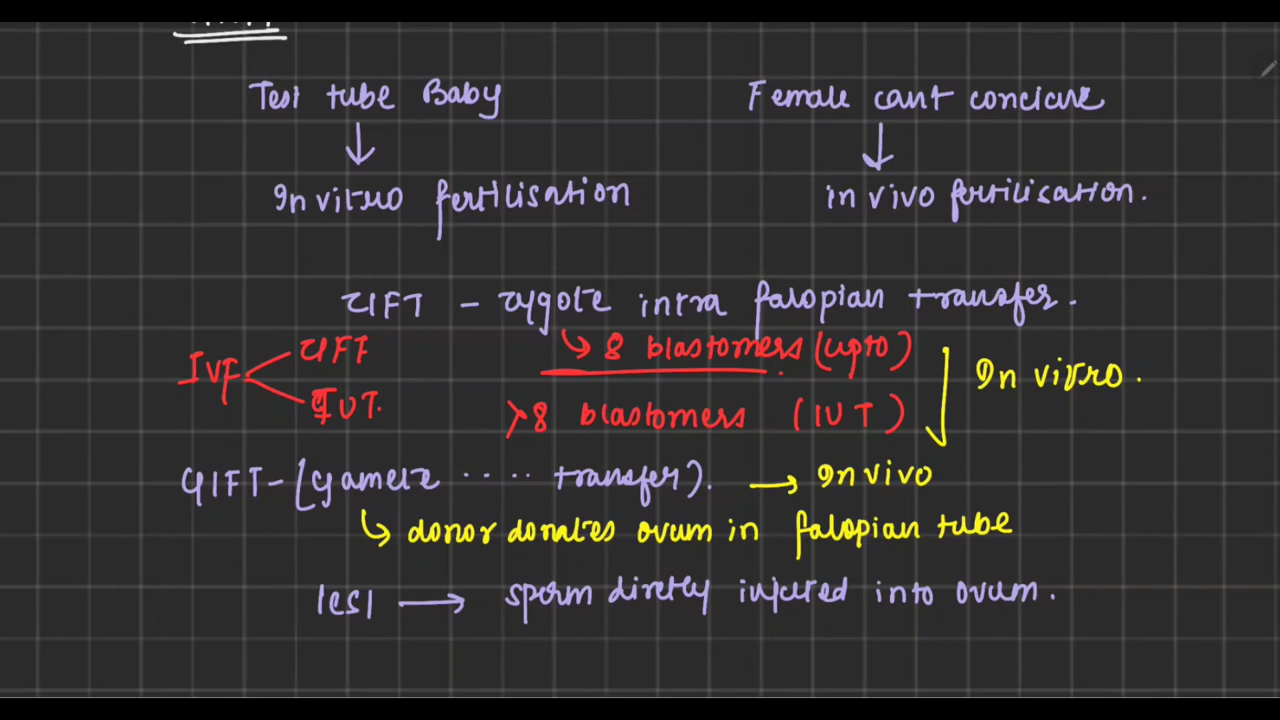 Test tube Baby Female cant concieve
In vitro fertilisation in vivo fertilisation.
ZIFT - zygote intra falopian transfer.
IVF ZIFT 8 blastomers (upto) In vitro.
IUT. >8 blastomers (IUT)
GIFT - (gamete ..... transfer). → In vivo
donor donates ovum in falopian tube
ICSI → sperm diretly injected into ovum.